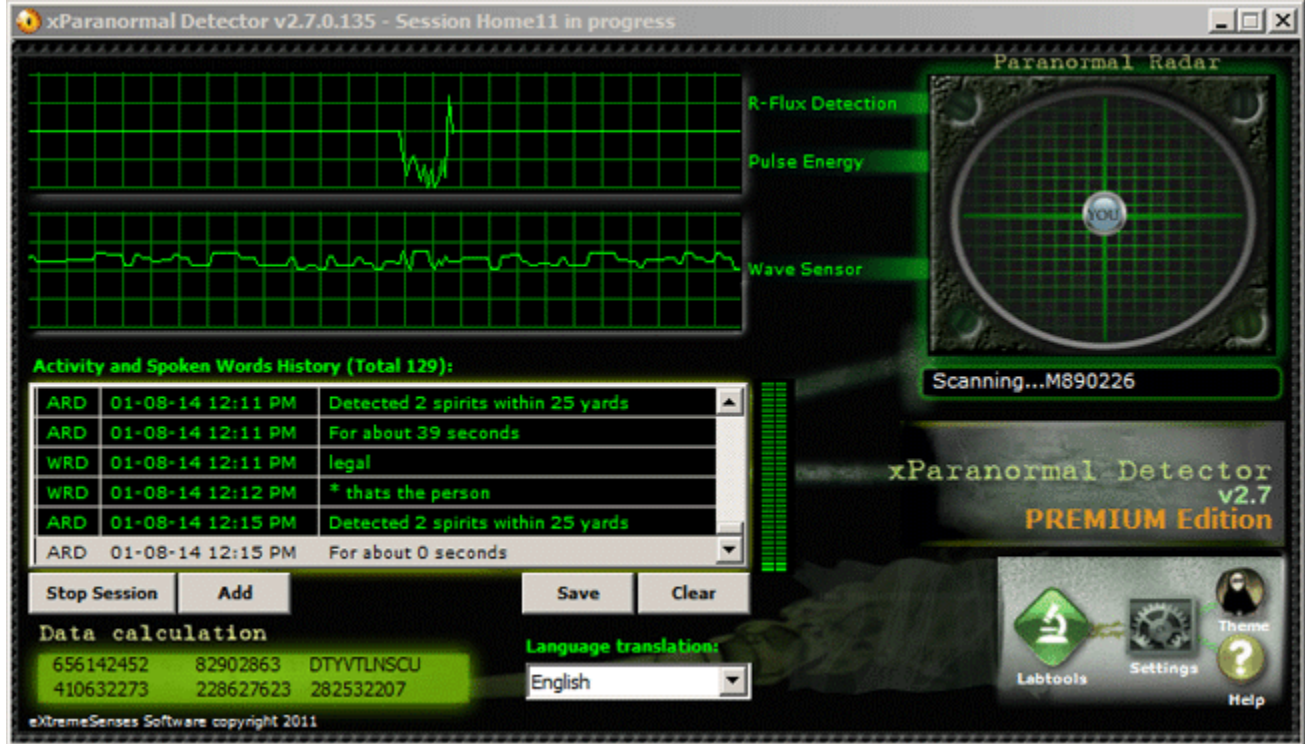 xParanormal Detector v2.7.0.135 - Session Home11 in progress
Paranormal Radar
R-Flux Detection
Pulse Energy
YOU
Wave Sensor
Scanning...M890226
Activity and Spoken Words History (Total 129):
ARD 01-08-14 12:11 PM Detected 2 spirits within 25 yards
ARD 01-08-14 12:11 PM For about 39 seconds
WRD 01-08-14 12:11 PM legal
WRD 01-08-14 12:12 PM * thats the person
ARD 01-08-14 12:15 PM Detected 2 spirits within 25 yards
ARD 01-08-14 12:15 PM For about 0 seconds
xParanormal Detector
v2.7
PREMIUM Edition
Stop Session Add Save Clear
Data calculation
656142452 82902863 DTYVTLNSCU
410632273 228627623 282532207
Language translation:
English
Labtools
Settings
Theme
Help
eXtremeSenses Software copyright 2011